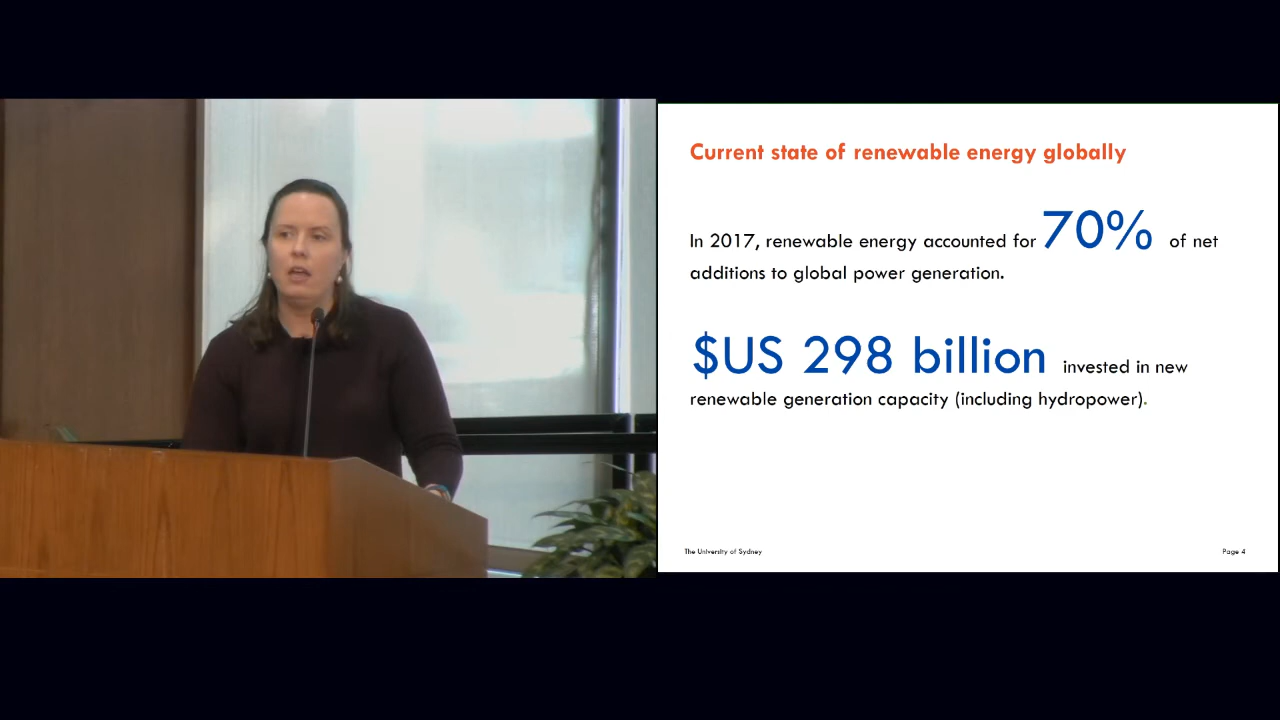 Current state of renewable energy globally
In 2017, renewable energy accounted for 70% of net
additions to global power generation.
$US 298 billion invested in new
renewable generation capacity (including hydropower).
The University of Sydney
Page 4